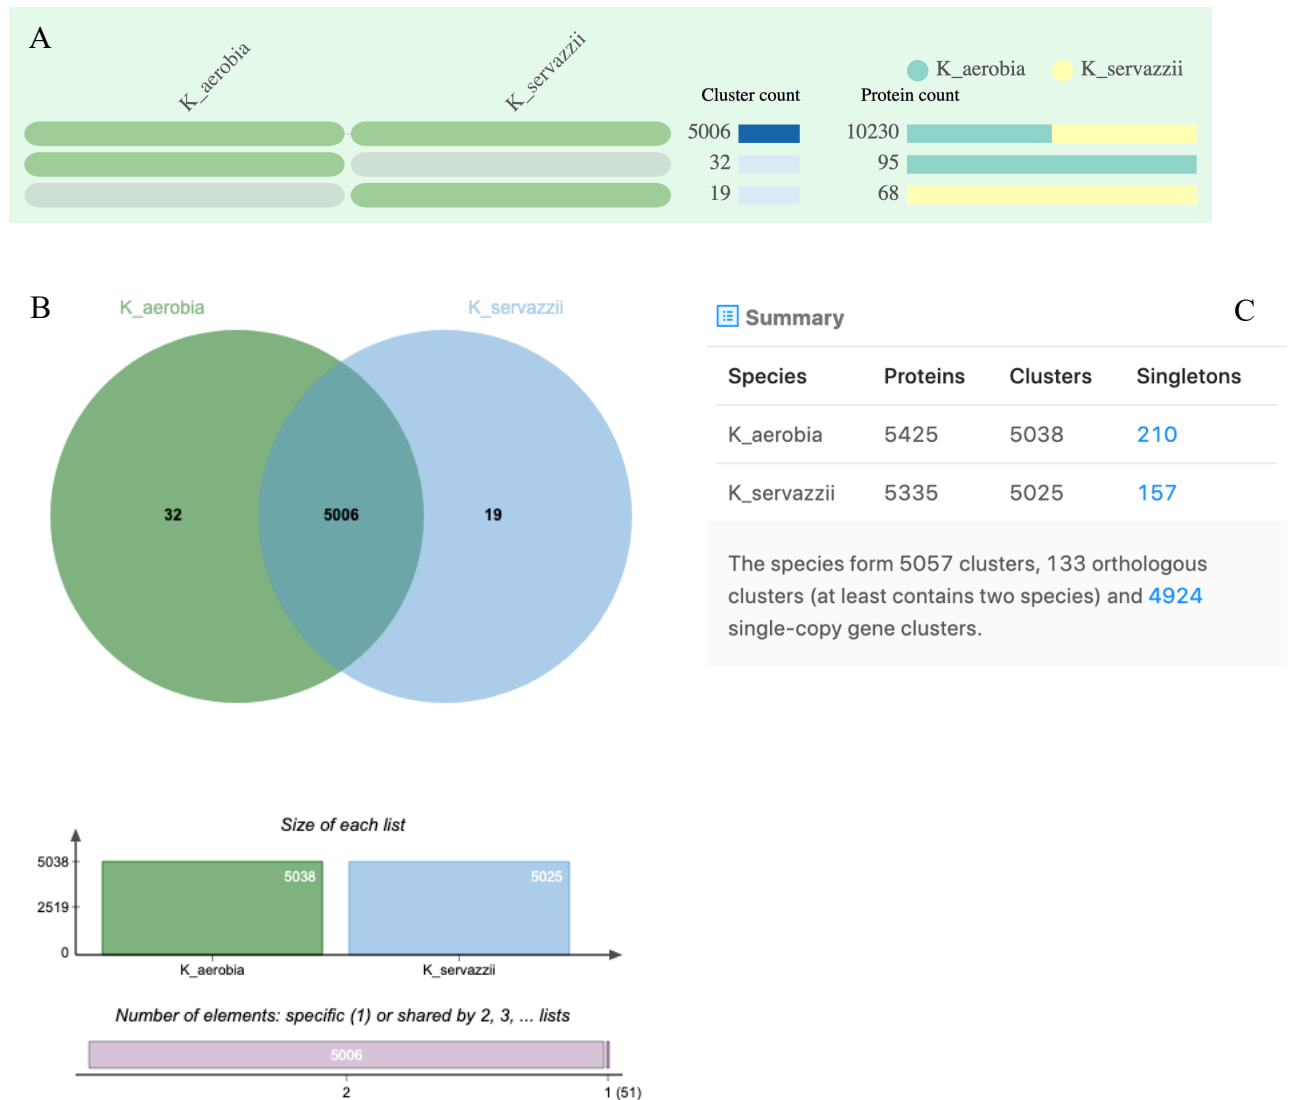 A
K_aerobia
K_servazzii
K_aerobia K_servazzii
Cluster count Protein count
5006 10230
32 95
19 68
B
K_aerobia K_servazzii
32 5006 19
C
Summary
Species Proteins Clusters Singletons
K_aerobia 5425 5038 210
K_servazzii 5335 5025 157
The species form 5057 clusters, 133 orthologous
clusters (at least contains two species) and 4924
single-copy gene clusters.
Size of each list
5038
5038 5025
2519
0
K_aerobia K_servazzii
Number of elements: specific (1) or shared by 2, 3, ... lists
5006
2 1 (51)